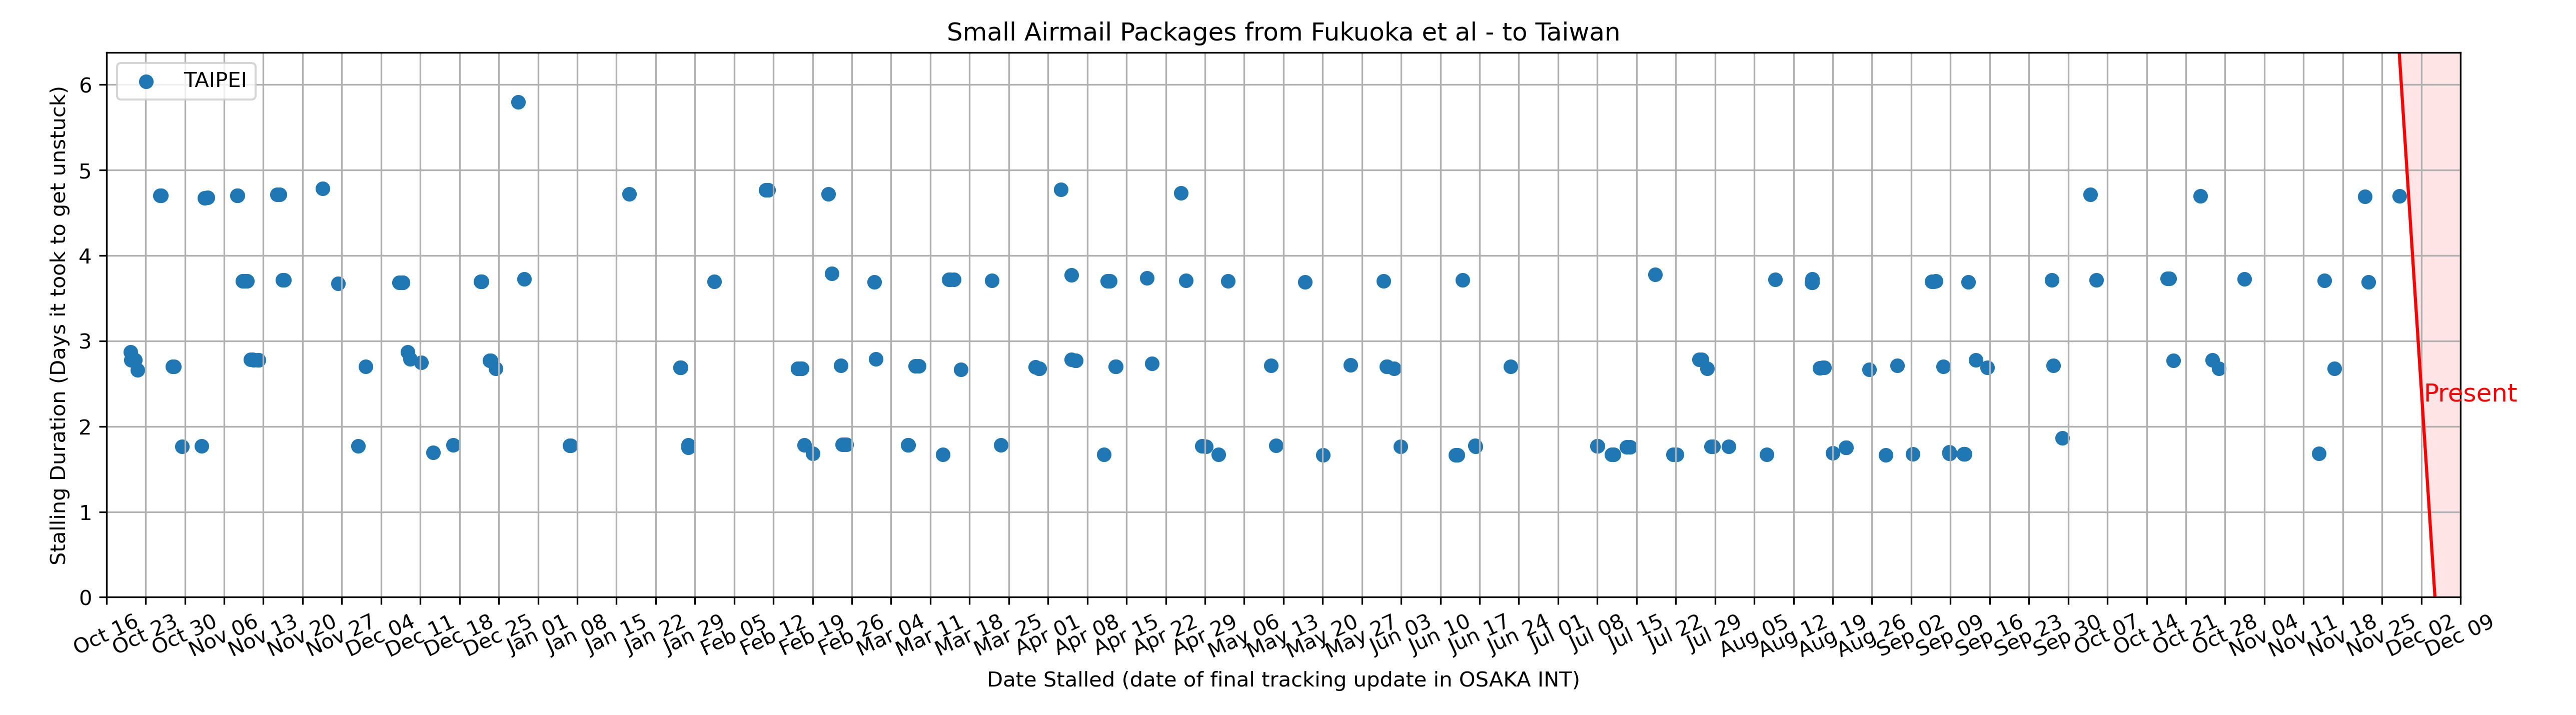 Small Airmail Packages from Fukuoka et al - to Taiwan
TAIPEI
Stalling Duration (Days it took to get unstuck)
6
5
4
3
2
1
0
Present
Oct 16
Oct 23
Oct 30
Nov 06
Nov 13
Nov 20
Nov 27
Dec 04
Dec 11
Dec 18
Dec 25
Jan 01
Jan 08
Jan 15
Jan 22
Jan 29
Feb 05
Feb 12
Feb 19
Feb 26
Mar 04
Mar 11
Mar 18
Mar 25
Apr 01
Apr 08
Apr 15
Apr 22
Apr 29
May 06
May 13
May 20
May 27
Jun 03
Jun 10
Jun 17
Jun 24
Jul 01
Jul 08
Jul 15
Jul 22
Jul 29
Aug 05
Aug 12
Aug 19
Aug 26
Sep 02
Sep 09
Sep 16
Sep 23
Sep 30
Oct 07
Oct 14
Oct 21
Oct 28
Nov 04
Nov 11
Nov 18
Nov 25
Dec 02
Dec 09
Date Stalled (date of final tracking update in OSAKA INT)